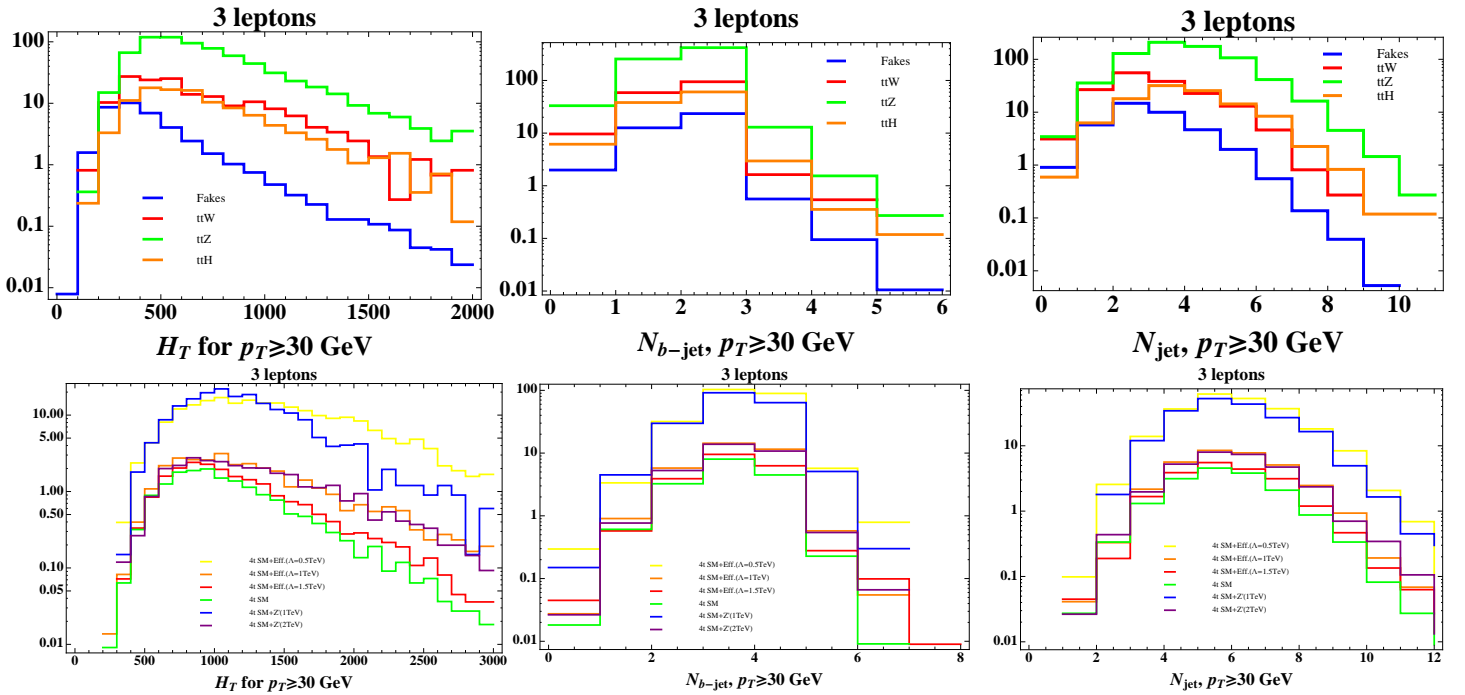 3 leptons
100
10
1
0.1
0.01
Fakes
ttW
ttZ
ttH
0 500 1000 1500 2000
H_T for p_T⩾30 GeV
3 leptons
100
10
1
0.1
0.01
Fakes
ttW
ttZ
ttH
0 1 2 3 4 5 6
N_b-jet, p_T⩾30 GeV
3 leptons
100
10
1
0.1
0.01
Fakes
ttW
ttZ
ttH
0 2 4 6 8 10
N_jet, p_T⩾30 GeV
3 leptons
10.00
5.00
1.00
0.50
0.10
0.05
0.01
4t SM+Eff.(Λ=0.5TeV)
4t SM+Eff.(Λ=1TeV)
4t SM+Eff.(Λ=1.5TeV)
4t SM
4t SM+Z'(1TeV)
4t SM+Z'(2TeV)
0 500 1000 1500 2000 2500 3000
H_T for p_T⩾30 GeV
3 leptons
100
10
1
0.1
0.01
4t SM+Eff.(Λ=0.5TeV)
4t SM+Eff.(Λ=1TeV)
4t SM+Eff.(Λ=1.5TeV)
4t SM
4t SM+Z'(1TeV)
4t SM+Z'(2TeV)
0 2 4 6 8
N_b-jet, p_T⩾30 GeV
3 leptons
10
1
0.1
0.01
4t SM+Eff.(Λ=0.5TeV)
4t SM+Eff.(Λ=1TeV)
4t SM+Eff.(Λ=1.5TeV)
4t SM
4t SM+Z'(1TeV)
4t SM+Z'(2TeV)
0 2 4 6 8 10 12
N_jet, p_T⩾30 GeV